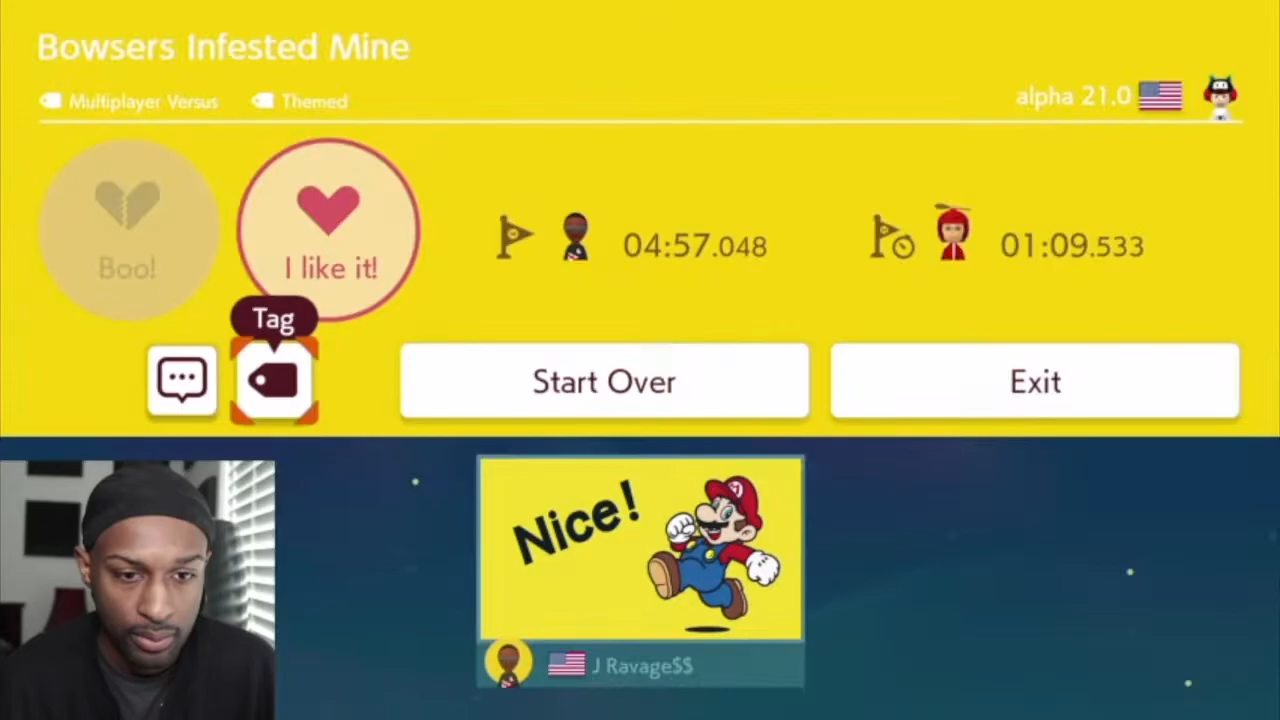 Bowsers Infested Mine
Multiplayer Versus
Themed
alpha 21.0
Boo!
I like it!
04:57.048
01:09.533
Tag
Start Over
Exit
Nice!
J Ravage$$